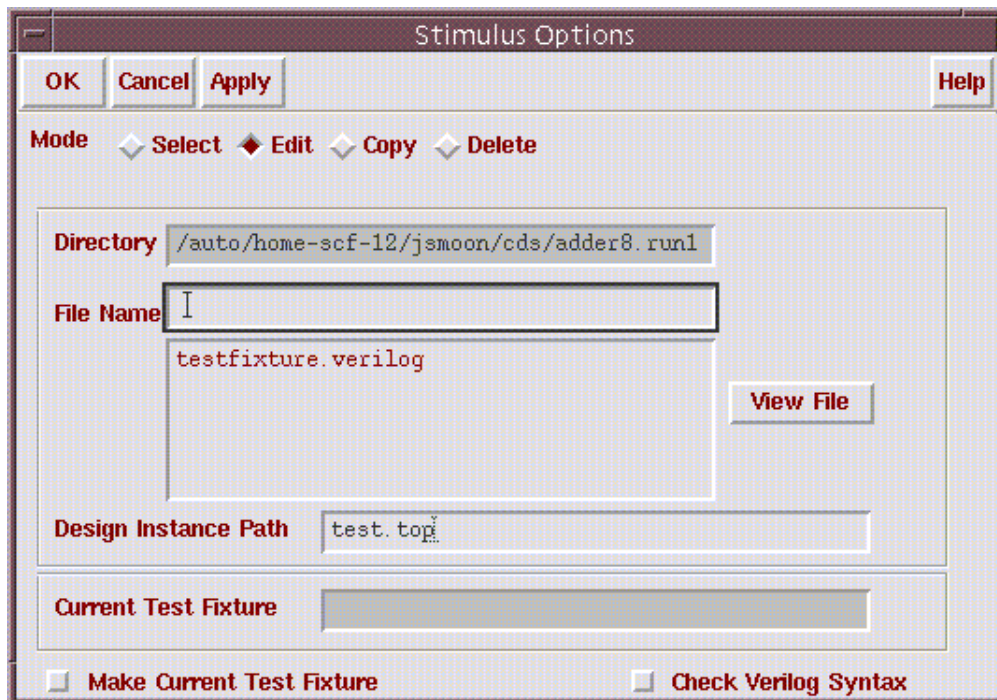 Stimulus Options
OK Cancel Apply Help
Mode Select Edit Copy Delete
Directory /auto/home-scf-12/jsmoon/cds/adder8.run1
File Name
testfixture.verilog
View File
Design Instance Path test.top
Current Test Fixture
Make Current Test Fixture Check Verilog Syntax